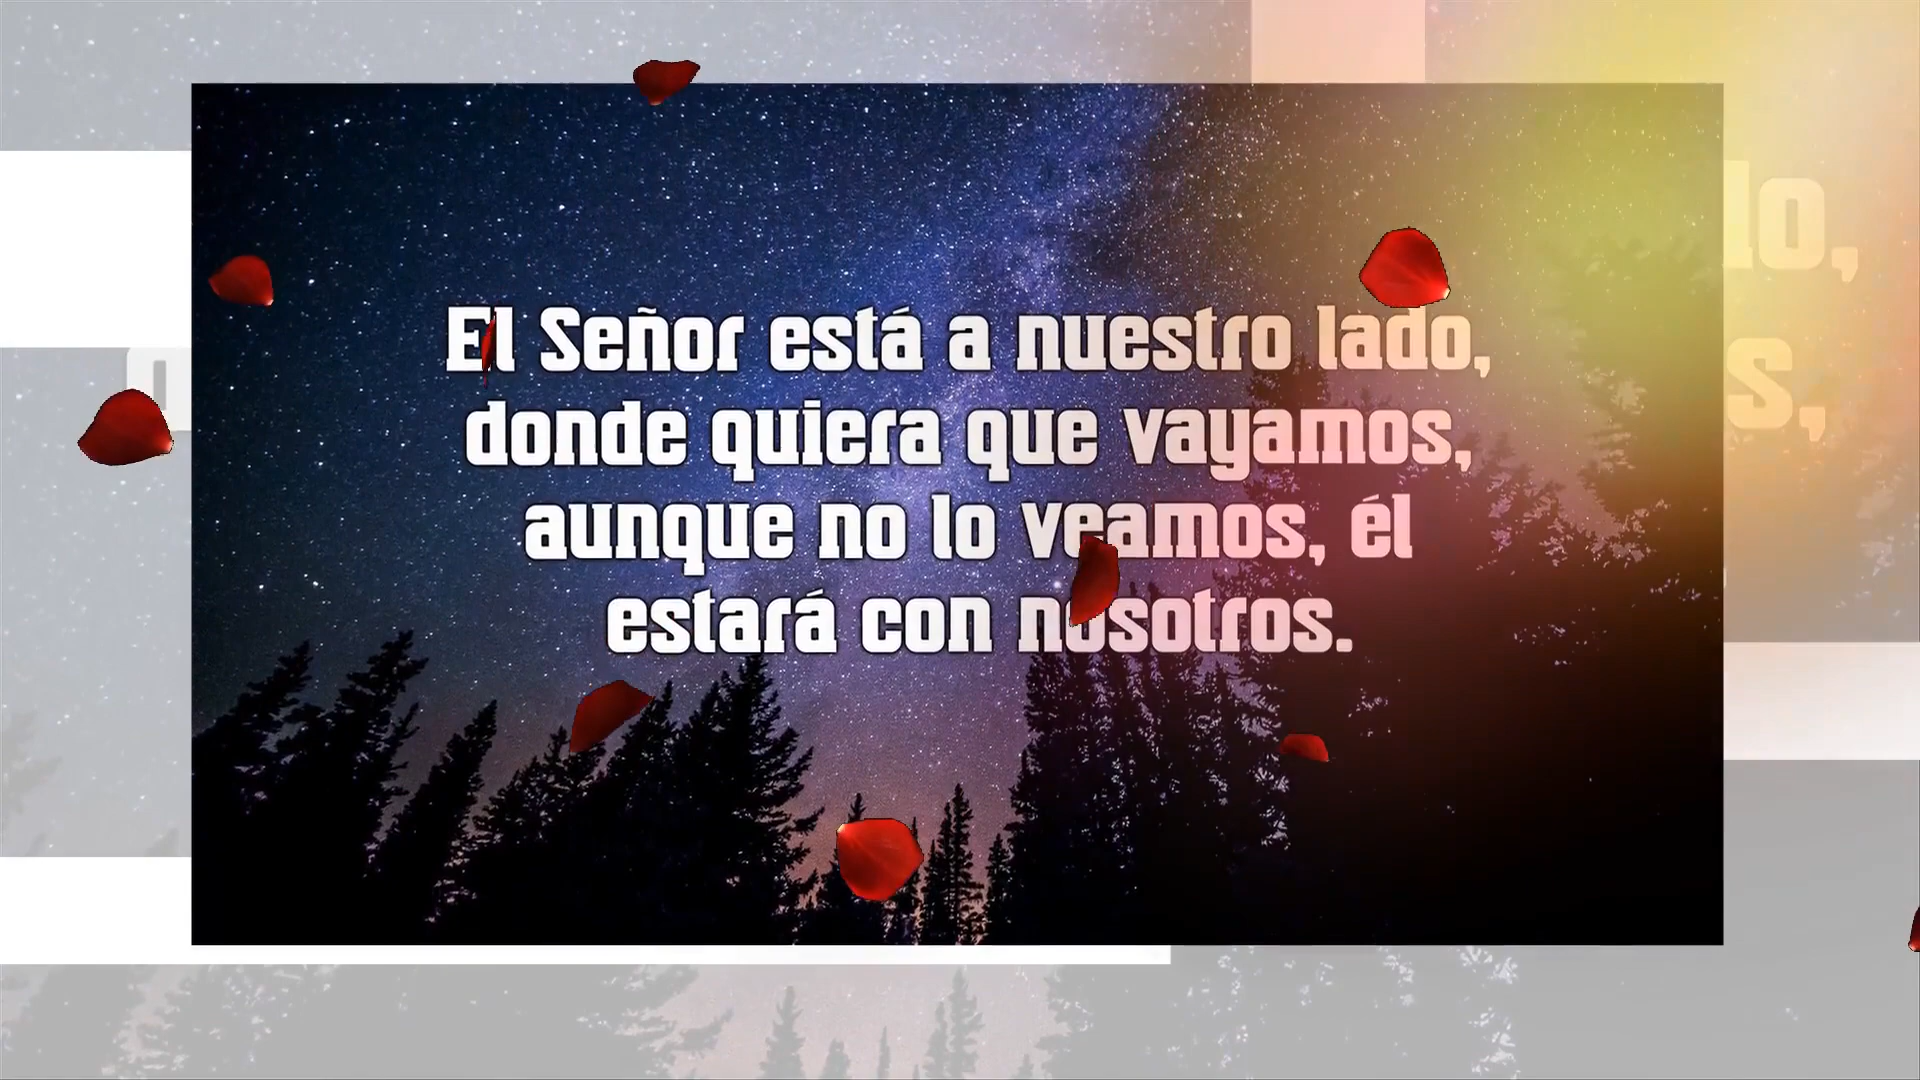 El Señor está a nuestro lado,
donde quiera que vayamos,
aunque no lo veamos, él
estará con nosotros.